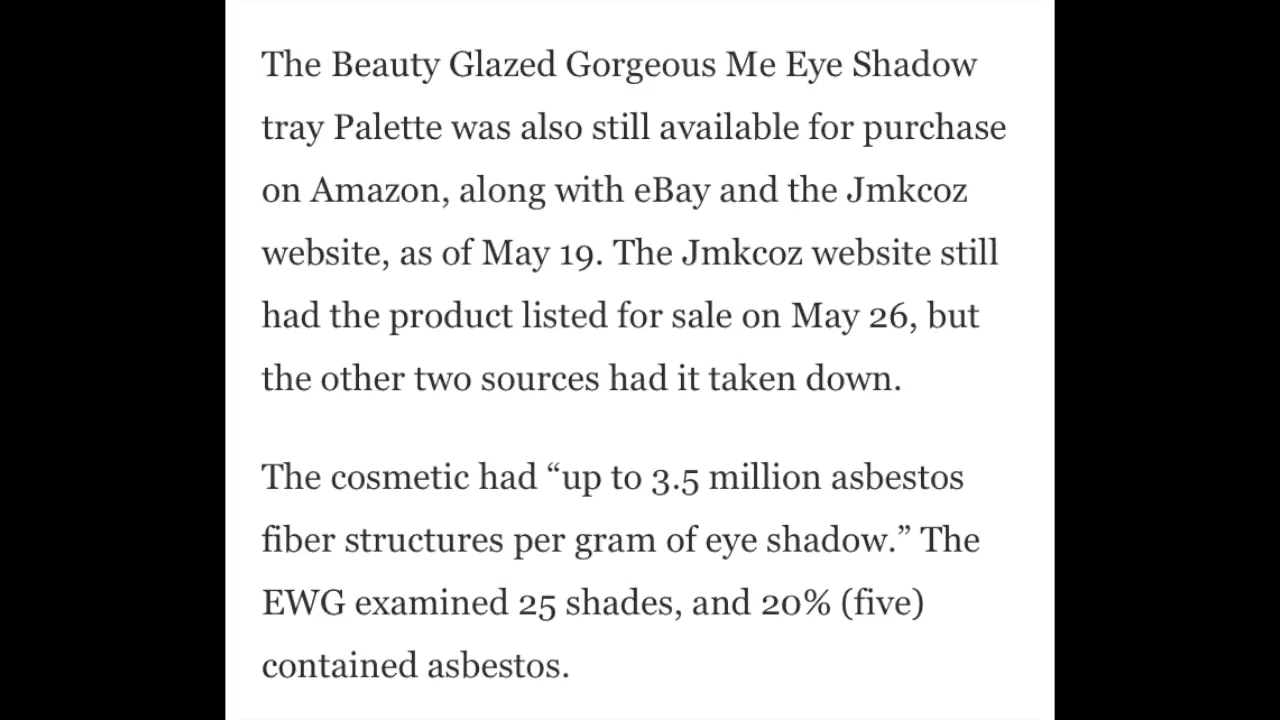 The Beauty Glazed Gorgeous Me Eye Shadow
tray Palette was also still available for purchase
on Amazon, along with eBay and the Jmkcoz
website, as of May 19. The Jmkcoz website still
had the product listed for sale on May 26, but
the other two sources had it taken down.
The cosmetic had “up to 3.5 million asbestos
fiber structures per gram of eye shadow.” The
EWG examined 25 shades, and 20% (five)
contained asbestos.